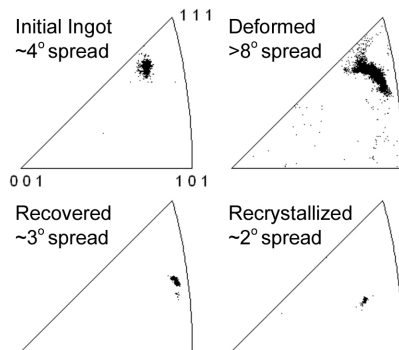 Initial Ingot
~4° spread
1 1 1
Deformed
>8° spread
0 0 1
1 0 1
Recovered
~3° spread
Recrystallized
~2° spread